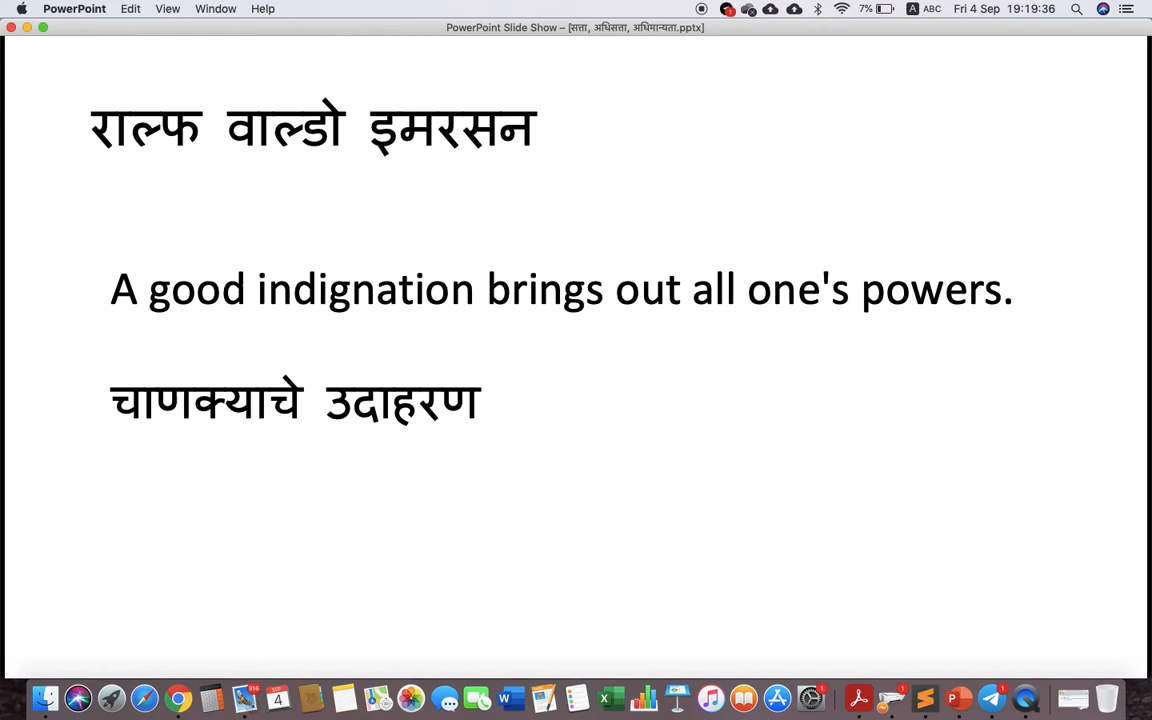 PowerPoint Edit View Window Help 7% A ABC Fri 4 Sep 19:19:36
PowerPoint Slide Show – [सत्ता, अधिसत्ता, अधिमान्यता.pptx]
राल्फ वाल्डो इमरसन
A good indignation brings out all one's powers.
चाणक्याचे उदाहरण